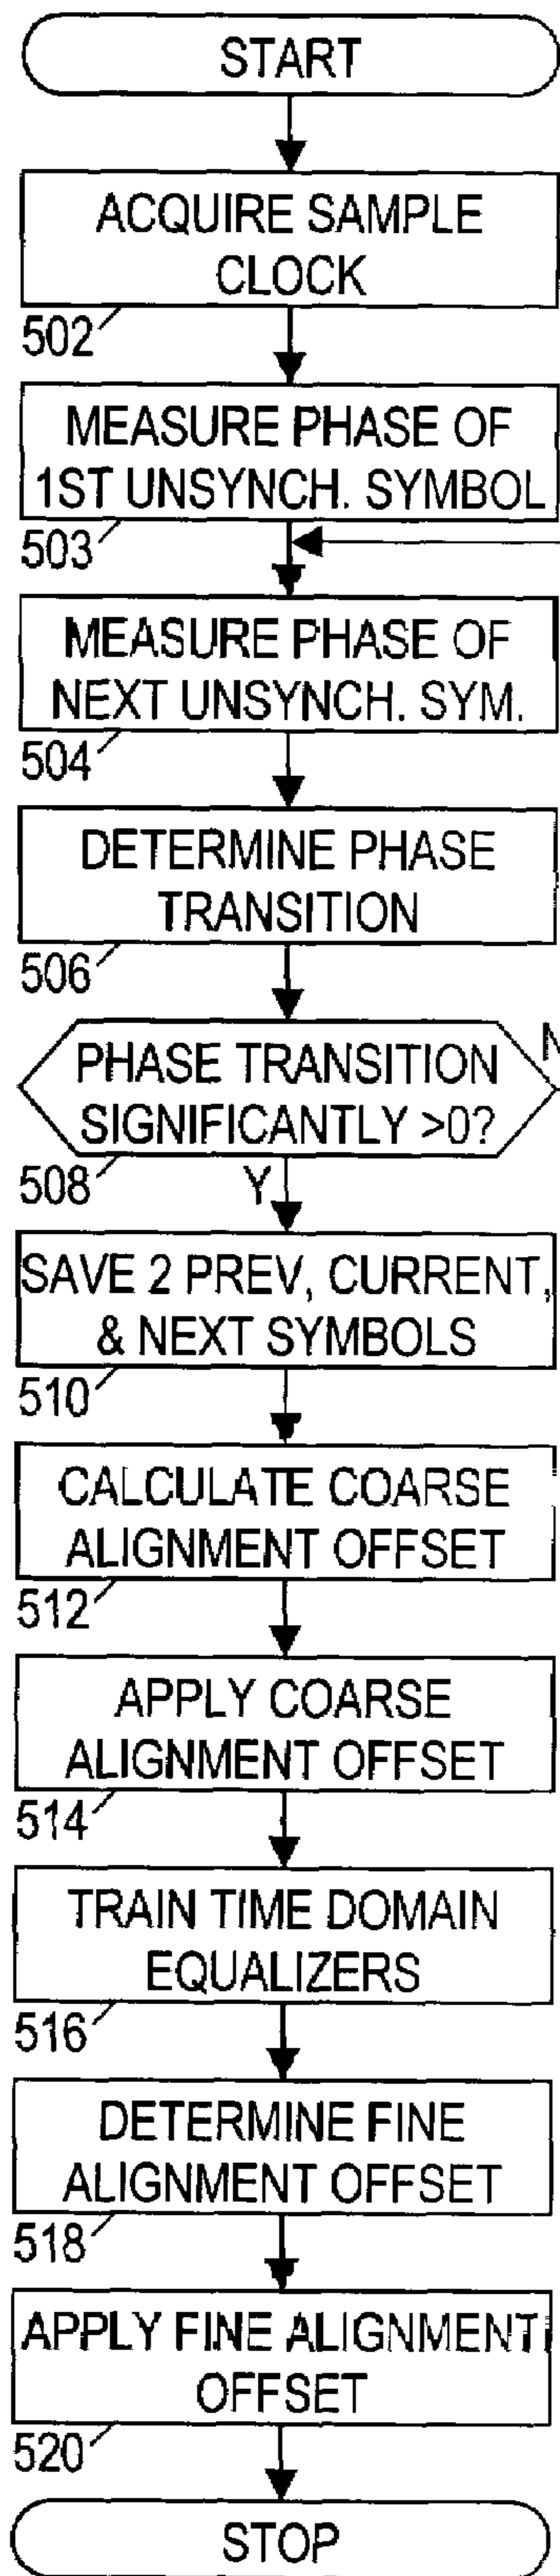 START
ACQUIRE SAMPLE
CLOCK
502
MEASURE PHASE OF
1ST UNSYNCH. SYMBOL
503
MEASURE PHASE OF
NEXT UNSYNCH. SYM.
504
DETERMINE PHASE
TRANSITION
506
N
PHASE TRANSITION
SIGNIFICANTLY >0?
508
Y
SAVE 2 PREV, CURRENT,
& NEXT SYMBOLS
510
CALCULATE COARSE
ALIGNMENT OFFSET
512
APPLY COARSE
ALIGNMENT OFFSET
514
TRAIN TIME DOMAIN
EQUALIZERS
516
DETERMINE FINE
ALIGNMENT OFFSET
518
APPLY FINE ALIGNMENT
OFFSET
520
STOP